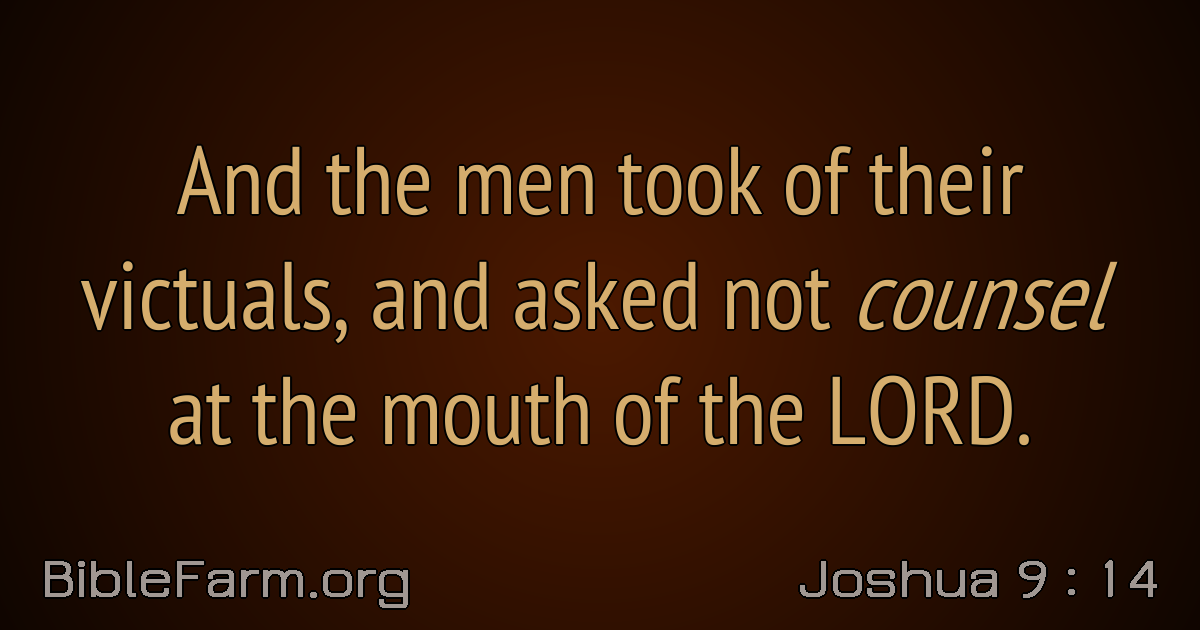 And the men took of their
victuals, and asked not counsel
at the mouth of the LORD.
BibleFarm.org
Joshua 9 : 14